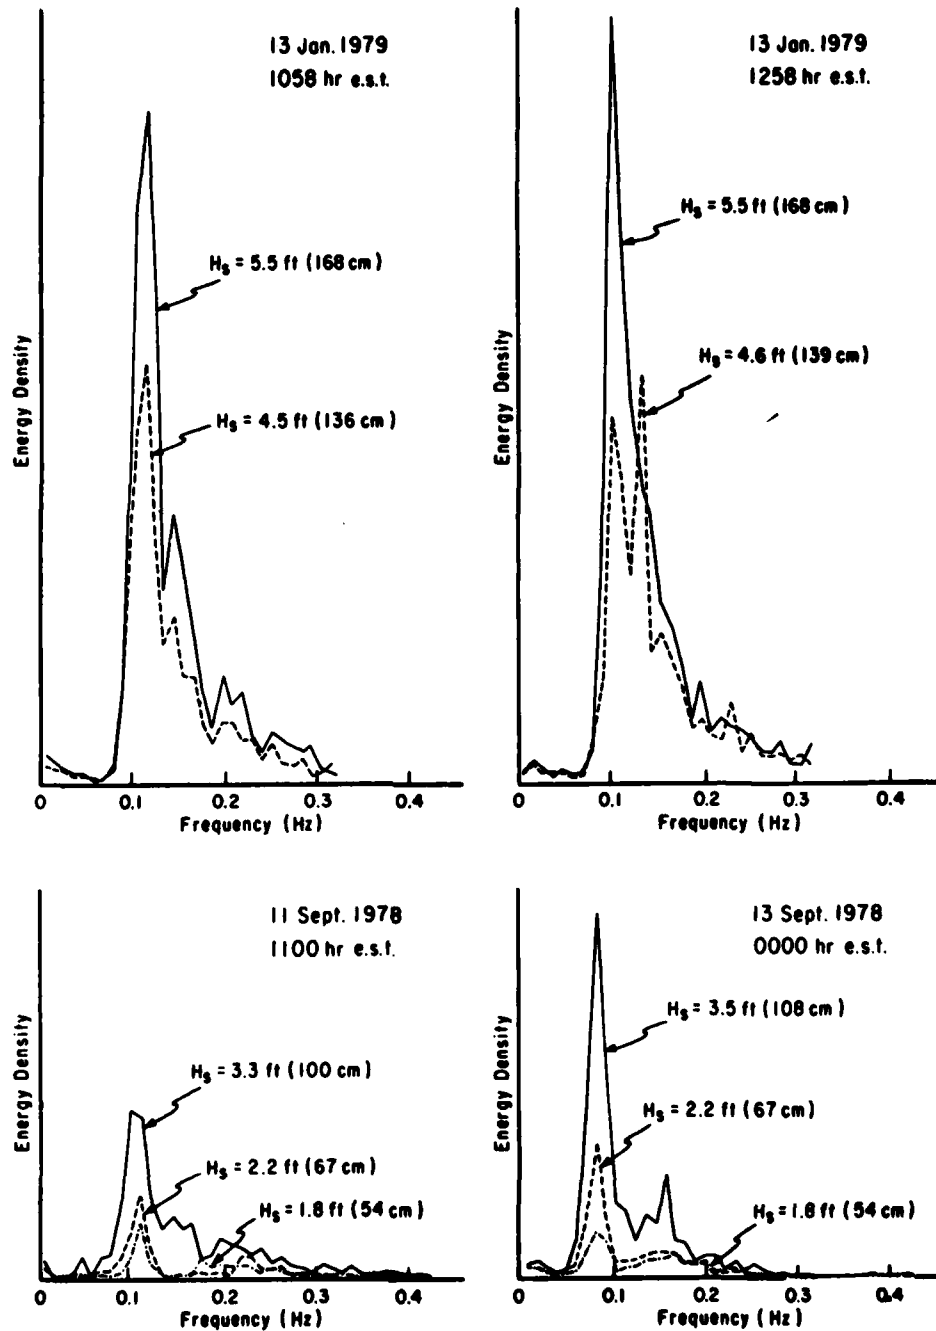 13 Jan. 1979
1058 hr e.s.t.
Hs = 5.5 ft (168 cm)
Hs = 4.5 ft (136 cm)
Energy Density
0 0.1 0.2 0.3 0.4
Frequency (Hz)
13 Jan. 1979
1258 hr e.s.t.
Hs = 5.5 ft (168 cm)
Hs = 4.6 ft (139 cm)
Energy Density
0 0.1 0.2 0.3 0.4
Frequency (Hz)
11 Sept. 1978
1100 hr e.s.t.
Hs = 3.3 ft (100 cm)
Hs = 2.2 ft (67 cm)
Hs = 1.8 ft (54 cm)
Energy Density
0 0.1 0.2 0.3 0.4
Frequency (Hz)
13 Sept. 1978
0000 hr e.s.t.
Hs = 3.5 ft (108 cm)
Hs = 2.2 ft (67 cm)
Hs = 1.8 ft (54 cm)
Energy Density
0 0.1 0.2 0.3 0.4
Frequency (Hz)